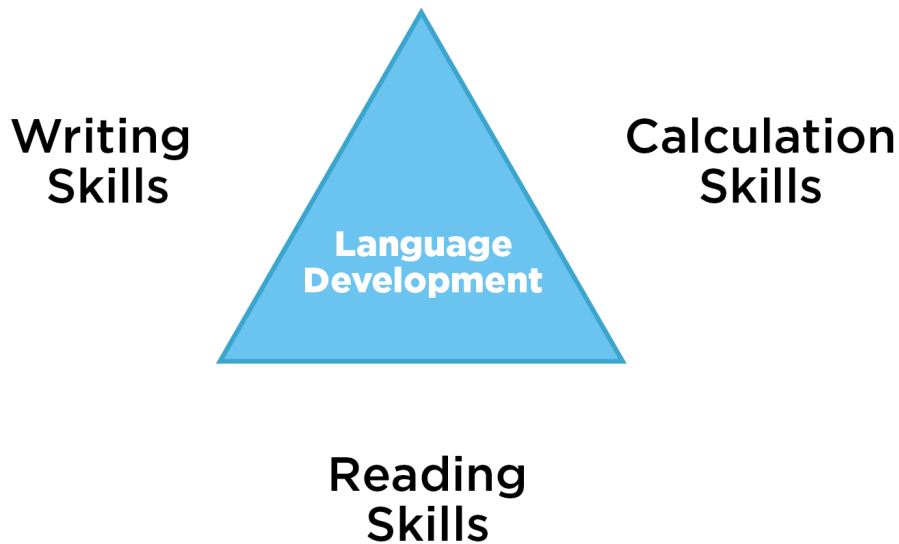 Writing
Skills
Calculation
Skills
Language
Development
Reading
Skills